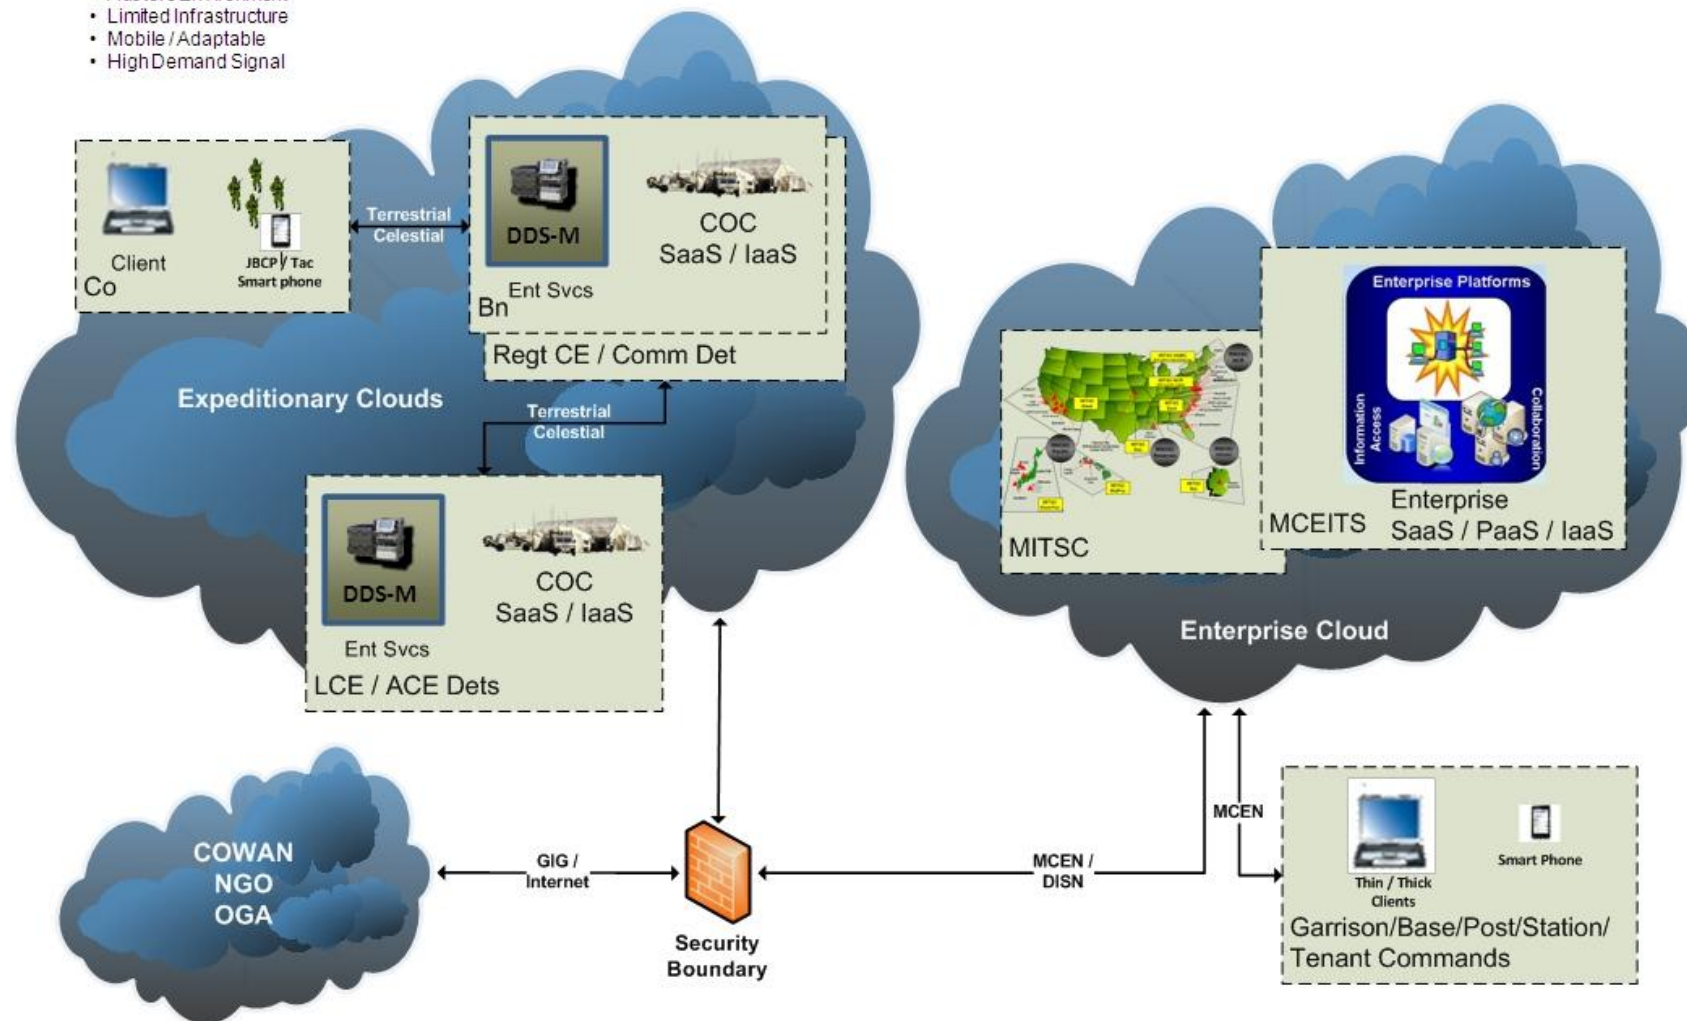 • Limited Infrastructure
• Mobile / Adaptable
• High Demand Signal
Client
Co
JBCP / Tac
Smart phone
Terrestrial
Celestial
DDS-M
Ent Svcs
Bn
COC
SaaS / IaaS
Regt CE / Comm Det
Expeditionary Clouds
Terrestrial
Celestial
DDS-M
Ent Svcs
COC
SaaS / IaaS
LCE / ACE Dets
MITSC
Enterprise Platforms
Information
Access
Collaboration
MCEITS
Enterprise
SaaS / PaaS / IaaS
Enterprise Cloud
COWAN
NGO
OGA
GIG /
Internet
Security
Boundary
MCEN /
DISN
MCEN
Thin / Thick
Clients
Smart Phone
Garrison/Base/Post/Station/
Tenant Commands